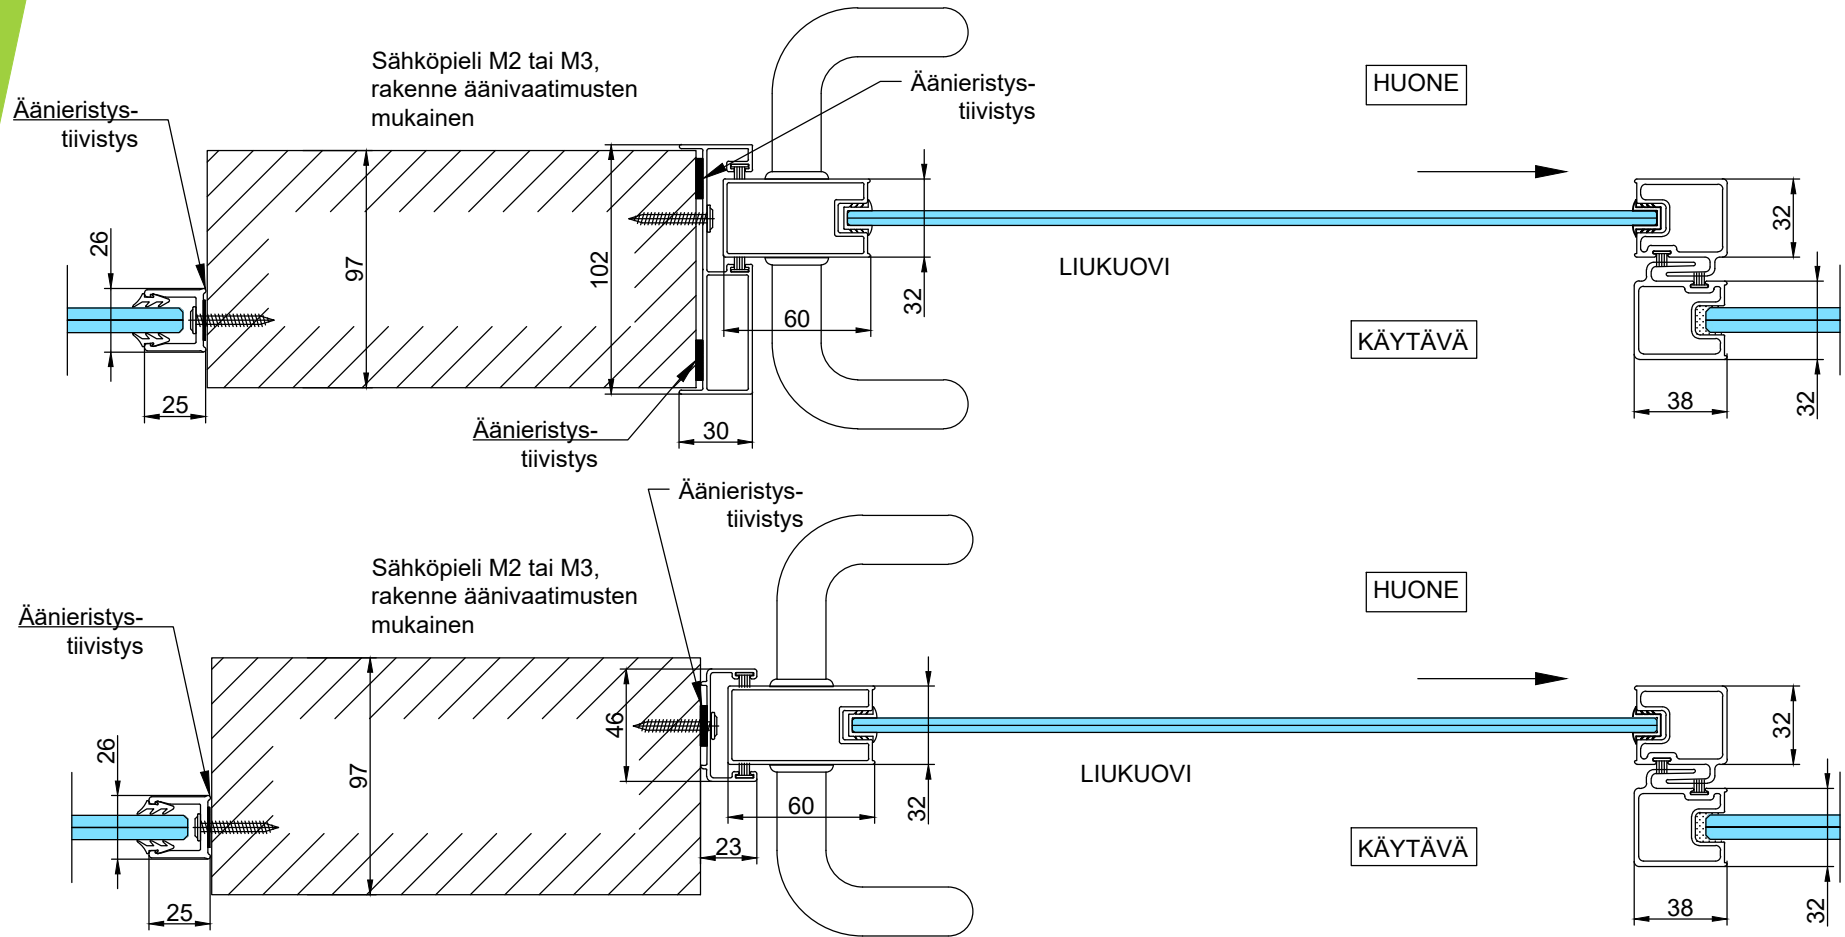 Sähköpieli M2 tai M3,
rakenne äänivaatimusten
mukainen
Äänieristys-
tiivistys
Äänieristys-
tiivistys
HUONE
26
97
102
32
32
60
LIUKUOVI
KÄYTÄVÄ
25
30
38
32
Äänieristys-
tiivistys
Äänieristys-
tiivistys
Sähköpieli M2 tai M3,
rakenne äänivaatimusten
mukainen
Äänieristys-
tiivistys
HUONE
26
97
46
32
32
60
LIUKUOVI
23
KÄYTÄVÄ
25
38
32